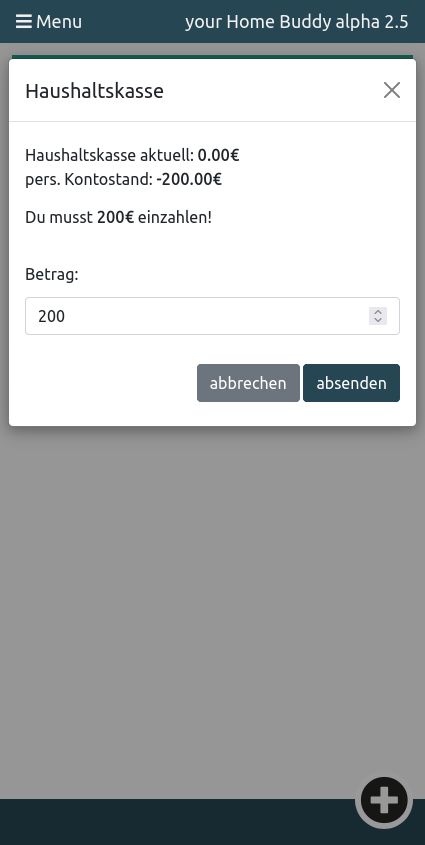 Menu
your Home Buddy alpha 2.5
Haushaltskasse
Haushaltskasse aktuell: 0.00€
pers. Kontostand: -200.00€
Du musst 200€ einzahlen!
Betrag:
200
abbrechen
absenden